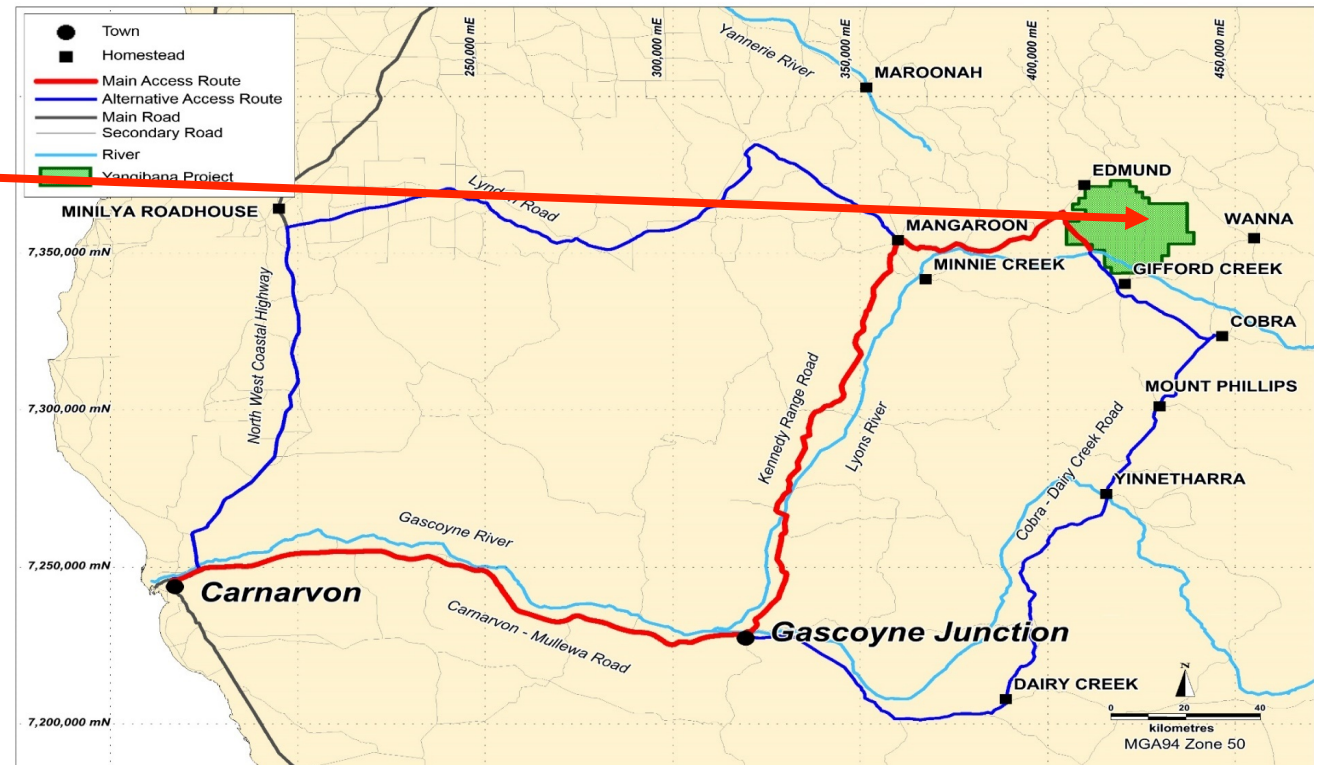 Town
Homestead
Main Access Route
Alternative Access Route
Main Road
Secondary Road
River
Yangibana Project
250,000 mE
300,000 mE
350,000 mE
400,000 mE
450,000 mE
Yannerie River
MAROONAH
EDMUND
Lyndon Road
MINILYA ROADHOUSE
MANGAROON
WANNA
7,350,000 mN
MINNIE CREEK
GIFFORD CREEK
COBRA
North West Coastal Highway
Kennedy Range Road
Lyons River
MOUNT PHILLIPS
7,300,000 mN
Cobra - Dairy Creek Road
YINNETHARRA
Gascoyne River
7,250,000 mN
Carnarvon
Carnarvon - Mullewa Road
Gascoyne Junction
DAIRY CREEK
7,200,000 mN
Z
0 20 40
kilometres
MGA94 Zone 50